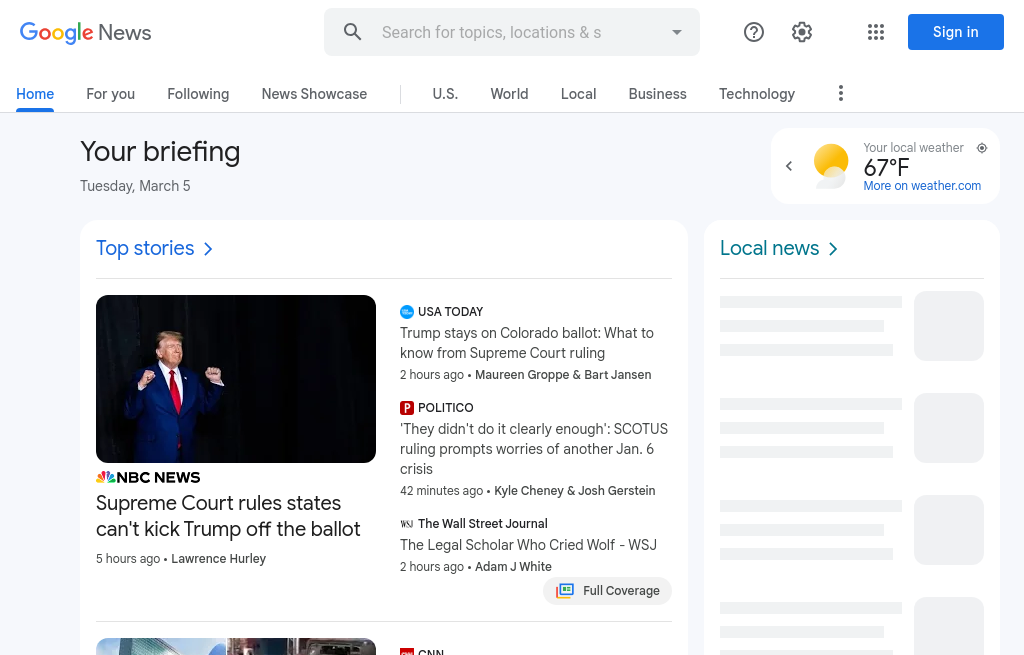 Google News
Search for topics, locations & s
Sign in
Home
For you
Following
News Showcase
U.S.
World
Local
Business
Technology
Your briefing
Tuesday, March 5
Your local weather
67°F
More on weather.com
Top stories
Local news
NBC NEWS
Supreme Court rules states
can't kick Trump off the ballot
5 hours ago • Lawrence Hurley
USA TODAY
Trump stays on Colorado ballot: What to
know from Supreme Court ruling
2 hours ago • Maureen Groppe & Bart Jansen
P POLITICO
'They didn't do it clearly enough': SCOTUS
ruling prompts worries of another Jan. 6
crisis
42 minutes ago • Kyle Cheney & Josh Gerstein
WSJ The Wall Street Journal
The Legal Scholar Who Cried Wolf - WSJ
2 hours ago • Adam J White
Full Coverage
CNN